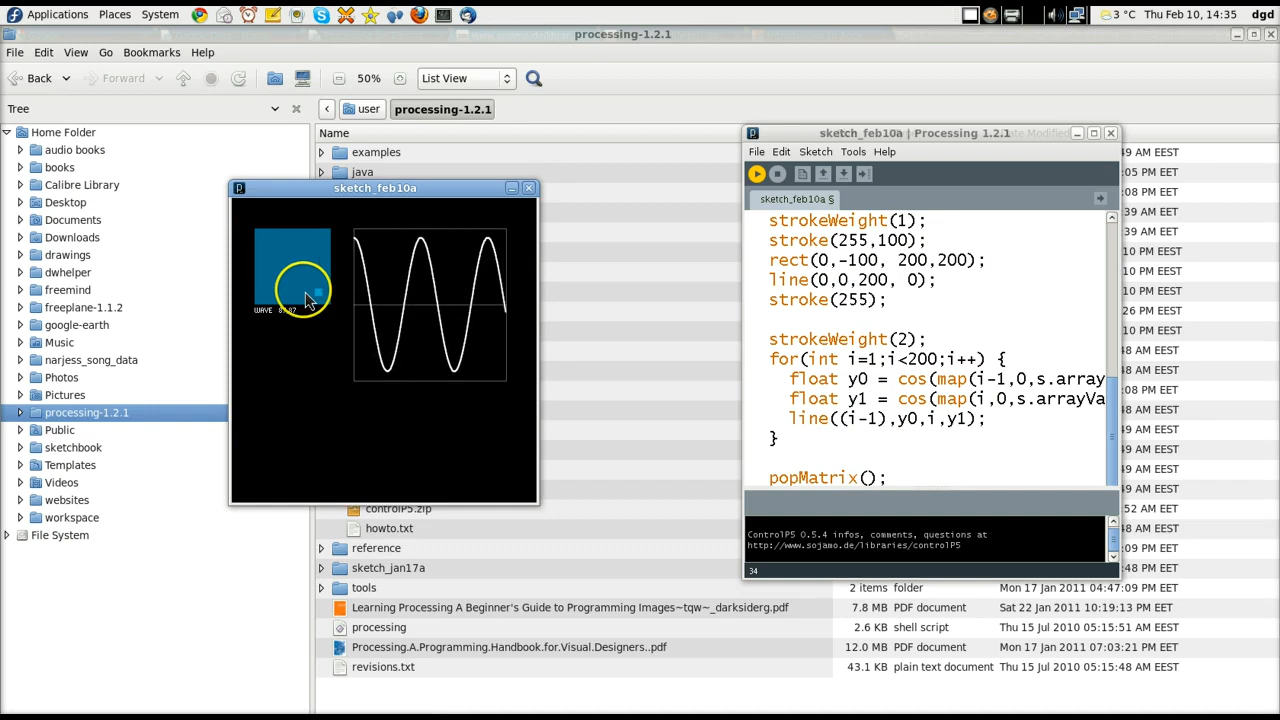 Applications Places System
3 °C Thu Feb 10, 14:35 dgd
processing-1.2.1
File Edit View Go Bookmarks Help
Back Forward 50% List View
Tree
user processing-1.2.1
Name
Home Folder
audio books
books
Calibre Library
Desktop
Documents
Downloads
drawings
dwhelper
freemind
freeplane-1.1.2
google-earth
Music
narjess_song_data
Photos
Pictures
processing-1.2.1
Public
sketchbook
Templates
Videos
websites
workspace
File System
examples
java
controlP5.zip
howto.txt
reference
sketch_jan17a
tools 2 items folder Mon 17 Jan 2011 04:47:09 PM EET
Learning Processing A Beginner's Guide to Programming Images~tqw~_darksiderg.pdf 7.8 MB PDF document Sat 22 Jan 2011 10:19:13 PM EET
processing 2.6 KB shell script Thu 15 Jul 2010 05:15:51 AM EEST
Processing.A.Programming.Handbook.for.Visual.Designers..pdf 12.0 MB PDF document Mon 17 Jan 2011 07:03:21 PM EET
revisions.txt 43.1 KB plain text document Thu 15 Jul 2010 05:15:48 AM EEST
sketch_feb10a
WAVE
sketch_feb10a | Processing 1.2.1
File Edit Sketch Tools Help
sketch_feb10a §
strokeWeight(1);
stroke(255,100);
rect(0,-100, 200,200);
line(0,0,200, 0);
stroke(255);
strokeWeight(2);
for(int i=1;i<200;i++) {
float y0 = cos(map(i-1,0,s.array
float y1 = cos(map(i,0,s.arrayVa
line((i-1),y0,i,y1);
}
popMatrix();
ControlP5 0.5.4 infos, comments, questions at
http://www.sojamo.de/libraries/controlP5
34